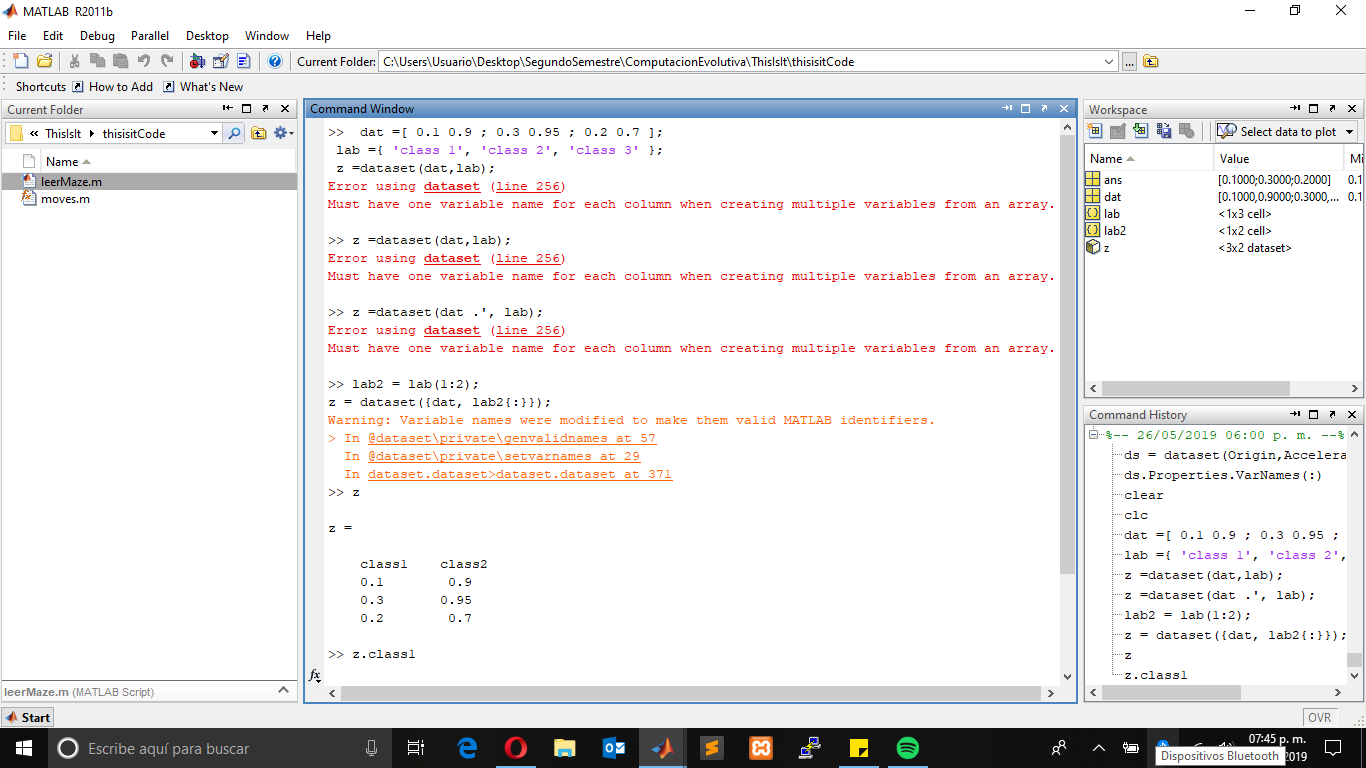 MATLAB R2011b
File Edit Debug Parallel Desktop Window Help
Current Folder: C:\Users\Usuario\Desktop\SegundoSemestre\ComputacionEvolutiva\ThisIsIt\thisisitCode ...
Shortcuts How to Add What's New
Current Folder
« ThisIsIt thisisitCode
Name
leerMaze.m
moves.m
leerMaze.m (MATLAB Script)
Command Window
>> dat =[ 0.1 0.9 ; 0.3 0.95 ; 0.2 0.7 ];
lab ={ 'class 1', 'class 2', 'class 3' };
z =dataset(dat,lab);
Error using dataset (line 256)
Must have one variable name for each column when creating multiple variables from an array.
>> z =dataset(dat,lab);
Error using dataset (line 256)
Must have one variable name for each column when creating multiple variables from an array.
>> z =dataset(dat .', lab);
Error using dataset (line 256)
Must have one variable name for each column when creating multiple variables from an array.
>> lab2 = lab(1:2);
z = dataset({dat, lab2{:}});
Warning: Variable names were modified to make them valid MATLAB identifiers.
> In @dataset\private\genvalidnames at 57
In @dataset\private\setvarnames at 29
In dataset.dataset>dataset.dataset at 371
>> z
z =
class1 class2
0.1 0.9
0.3 0.95
0.2 0.7
>> z.class1
fx
Workspace
Select data to plot
Name Value Mi
ans [0.1000;0.3000;0.2000] 0.1
dat [0.1000,0.9000;0.3000,... 0.1
lab <1x3 cell>
lab2 <1x2 cell>
z <3x2 dataset>
Command History
%-- 26/05/2019 06:00 p. m. --%
ds = dataset(Origin,Accelera
ds.Properties.VarNames(:)
clear
clc
dat =[ 0.1 0.9 ; 0.3 0.95 ;
lab ={ 'class 1', 'class 2',
z =dataset(dat,lab);
z =dataset(dat .', lab);
lab2 = lab(1:2);
z = dataset({dat, lab2{:}});
z
z.class1
Start
OVR
Escribe aquí para buscar
07:45 p. m.
2019
Dispositivos Bluetooth